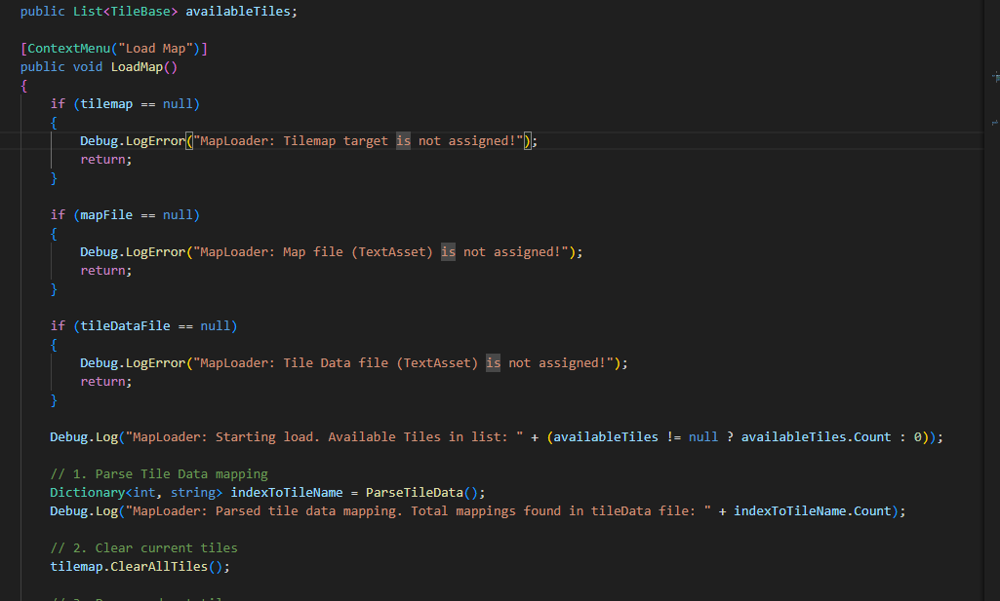 public List<TileBase> availableTiles;
[ContextMenu("Load Map")]
public void LoadMap()
{
if (tilemap == null)
{
Debug.LogError("MapLoader: Tilemap target is not assigned!");
return;
}
if (mapFile == null)
{
Debug.LogError("MapLoader: Map file (TextAsset) is not assigned!");
return;
}
if (tileDataFile == null)
{
Debug.LogError("MapLoader: Tile Data file (TextAsset) is not assigned!");
return;
}
Debug.Log("MapLoader: Starting load. Available Tiles in list: " + (availableTiles != null ? availableTiles.Count : 0));
// 1. Parse Tile Data mapping
Dictionary<int, string> indexToTileName = ParseTileData();
Debug.Log("MapLoader: Parsed tile data mapping. Total mappings found in tileData file: " + indexToTileName.Count);
// 2. Clear current tiles
tilemap.ClearAllTiles();